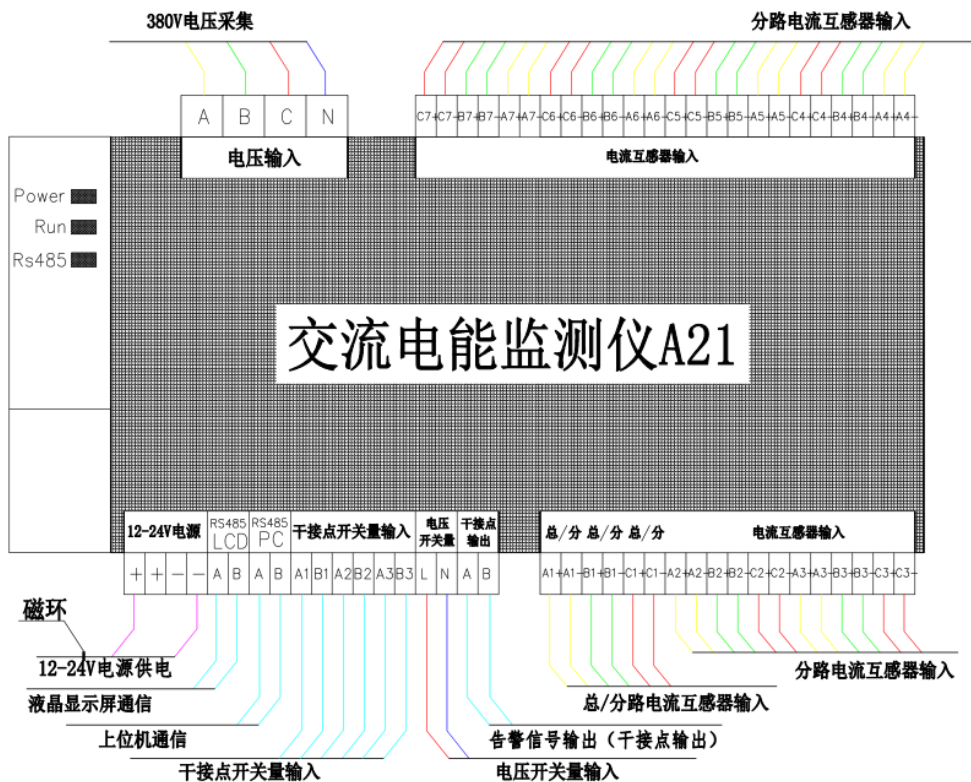 380V电压采集
分路电流互感器输入
A B C N
C7+ C7- B7+ B7- A7+ A7- C6+ C6- B6+ B6- A6+ A6- C5+ C5- B5+ B5- A5+ A5- C4+ C4- B4+ B4- A4+ A4-
电压输入
电流互感器输入
Power
Run
Rs485
交流电能监测仪A21
12-24V电源
RS485
LCD
RS485
PC
干接点开关量输入
电压
开关量
干接点
输出
总/分 总/分 总/分
电流互感器输入
+ + - - A B A B A1 B1 A2 B2 A3 B3 L N A B
A1+ A1- B1+ B1- C1+ C1- A2+ A2- B2+ B2- C2+ C2- A3+ A3- B3+ B3- C3+ C3-
磁环
12-24V电源供电
分路电流互感器输入
液晶显示屏通信
总/分路电流互感器输入
上位机通信
告警信号输出（干接点输出）
干接点开关量输入
电压开关量输入